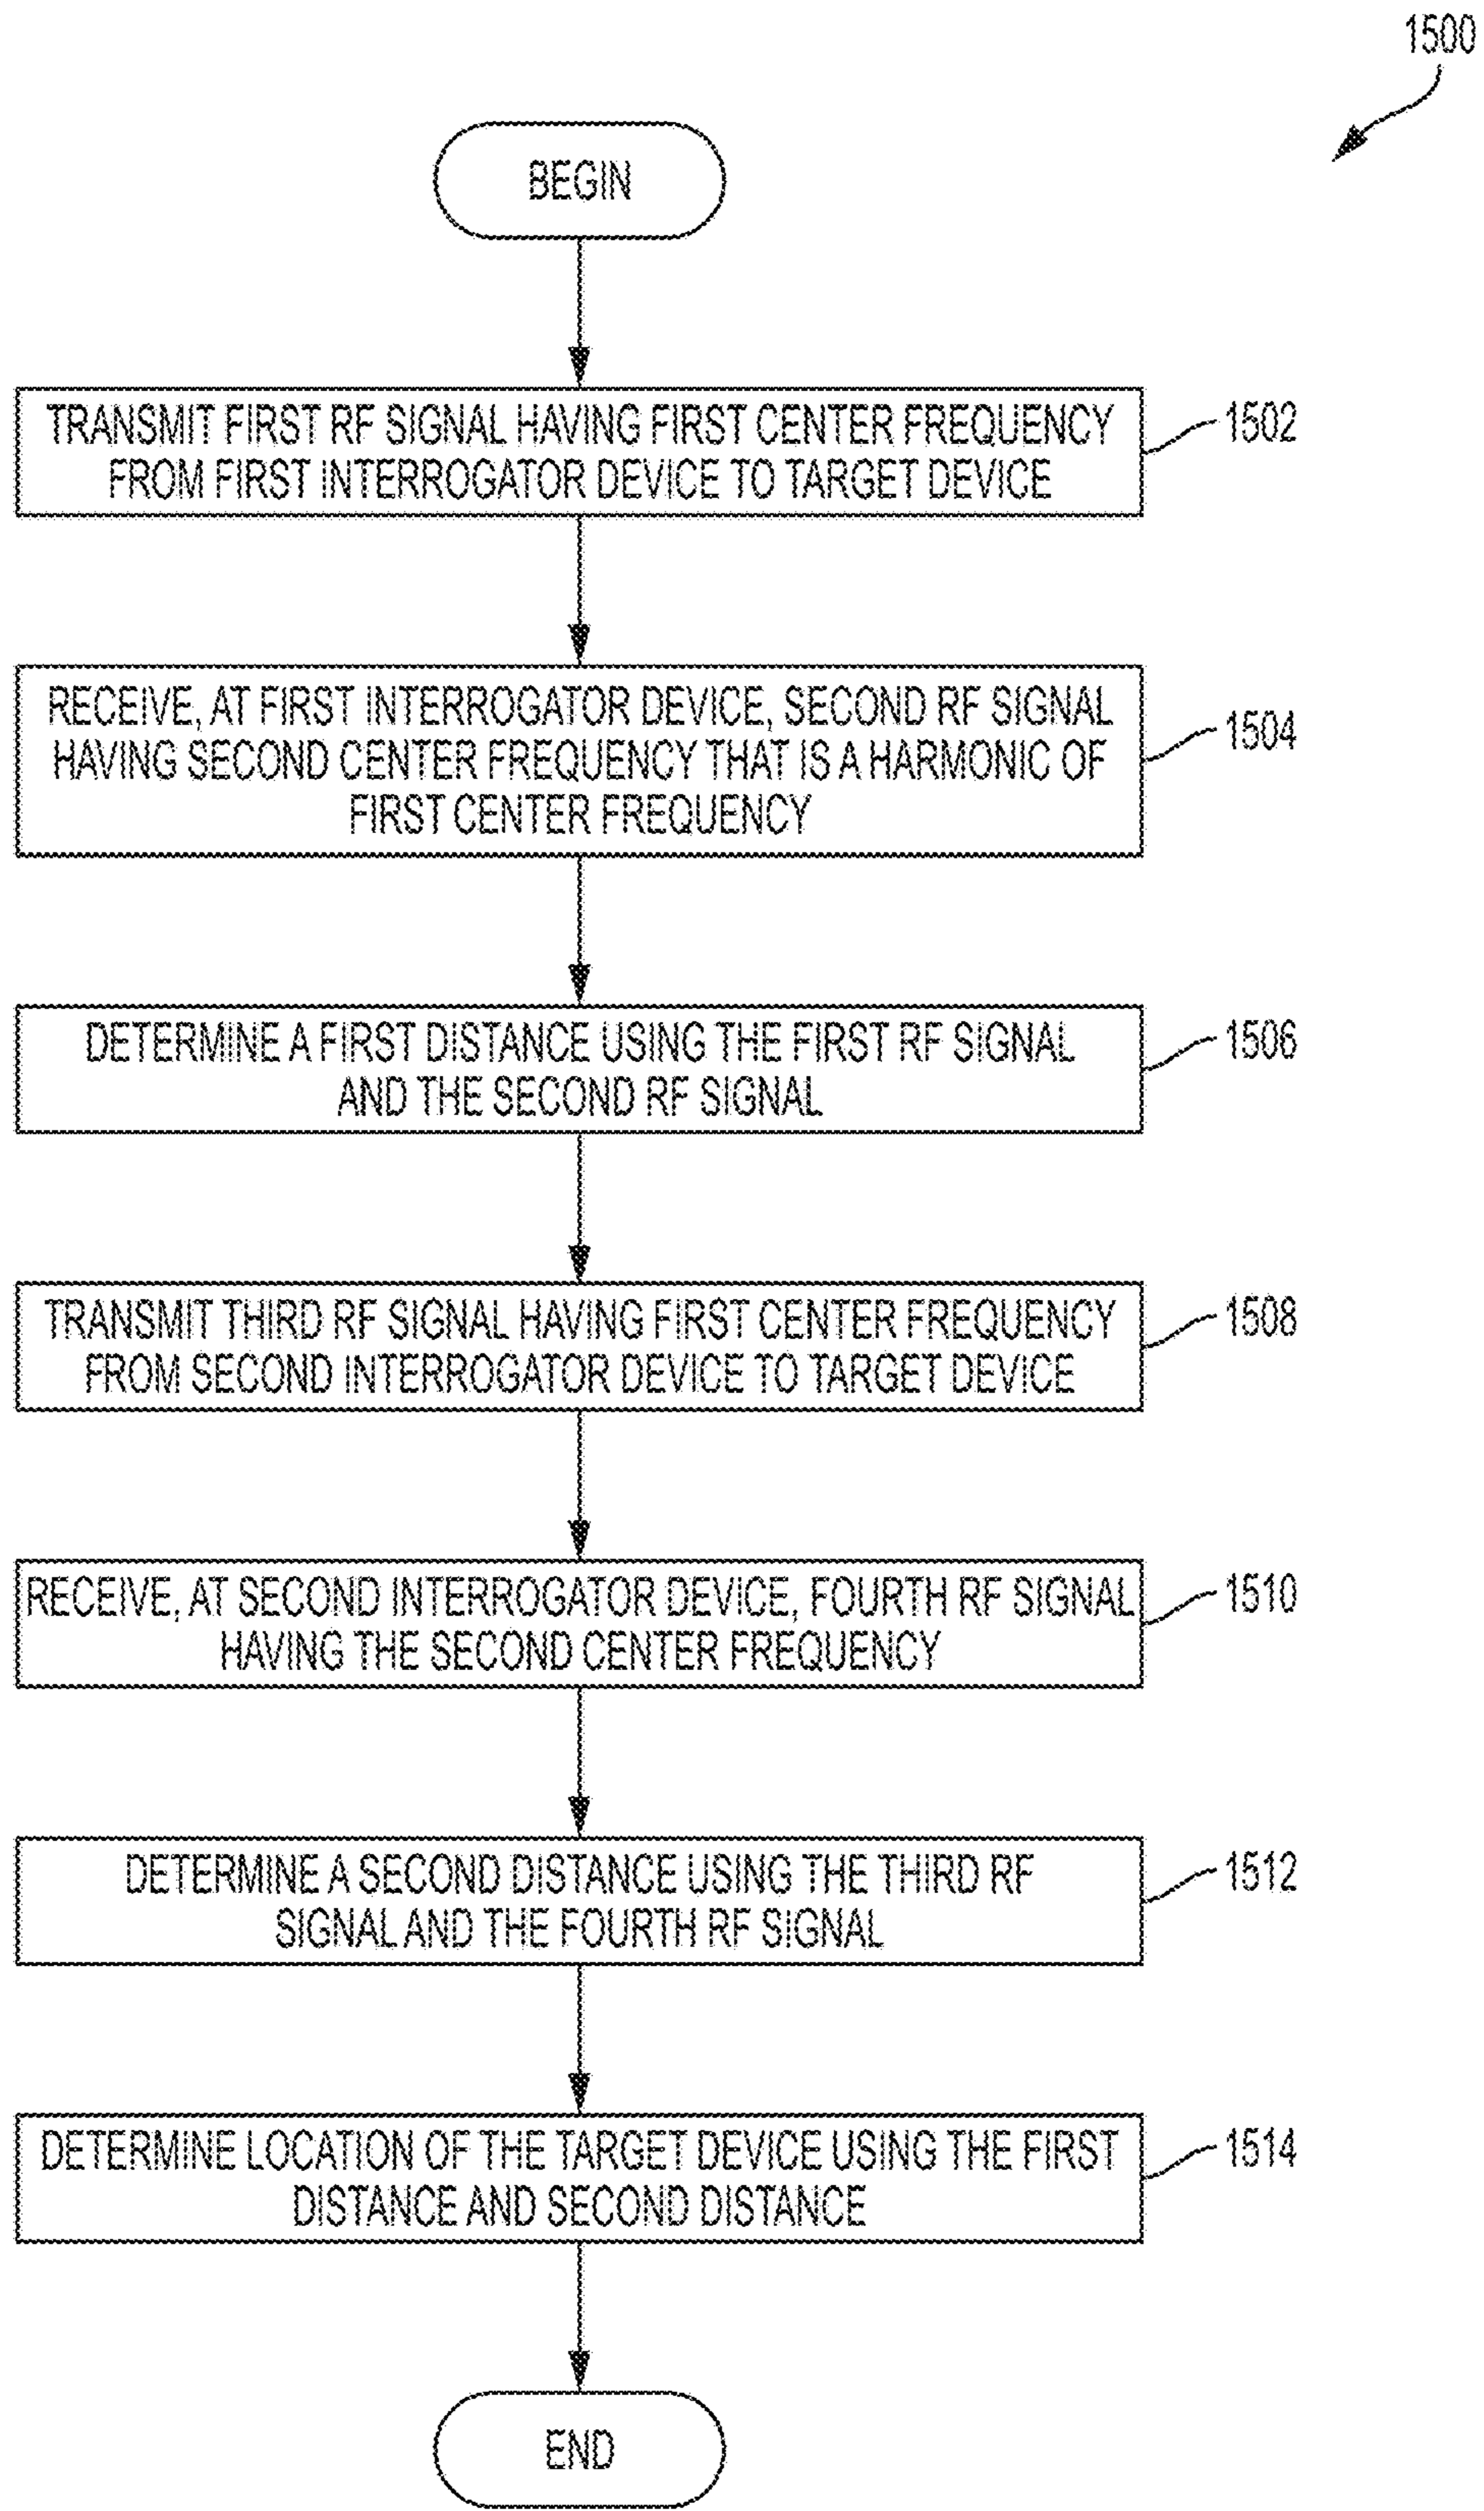 1500
BEGIN
TRANSMIT FIRST RF SIGNAL HAVING FIRST CENTER FREQUENCY
FROM FIRST INTERROGATOR DEVICE TO TARGET DEVICE
1502
RECEIVE, AT FIRST INTERROGATOR DEVICE, SECOND RF SIGNAL
HAVING SECOND CENTER FREQUENCY THAT IS A HARMONIC OF
FIRST CENTER FREQUENCY
1504
DETERMINE A FIRST DISTANCE USING THE FIRST RF SIGNAL
AND THE SECOND RF SIGNAL
1506
TRANSMIT THIRD RF SIGNAL HAVING FIRST CENTER FREQUENCY
FROM SECOND INTERROGATOR DEVICE TO TARGET DEVICE
1508
RECEIVE, AT SECOND INTERROGATOR DEVICE, FOURTH RF SIGNAL
HAVING THE SECOND CENTER FREQUENCY
1510
DETERMINE A SECOND DISTANCE USING THE THIRD RF
SIGNAL AND THE FOURTH RF SIGNAL
1512
DETERMINE LOCATION OF THE TARGET DEVICE USING THE FIRST
DISTANCE AND SECOND DISTANCE
1514
END